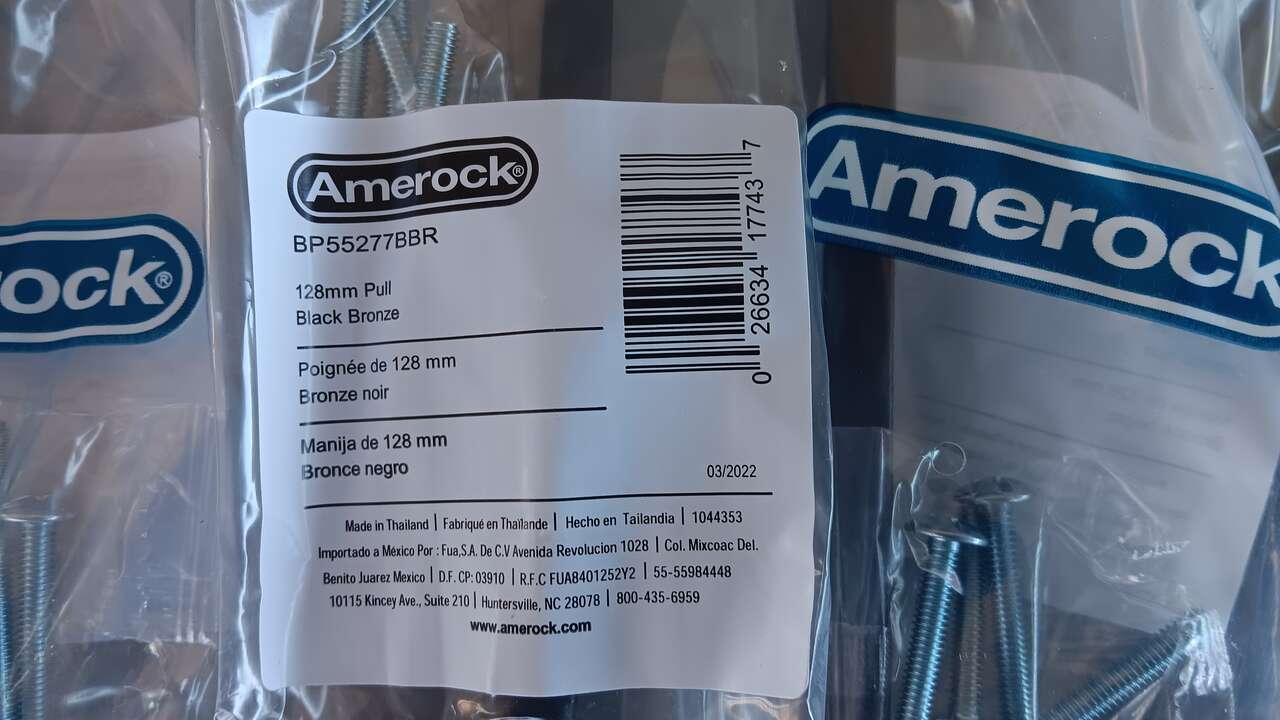 Amerock®
BP55277BBR
128mm Pull
Black Bronze
Poignée de 128 mm
Bronze noir
Manija de 128 mm
Bronce negro
03/2022
Made in Thailand | Fabriqué en Thaïlande | Hecho en Tailandia | 1044353
Importado a México Por : Fua,S.A. De C.V Avenida Revolucion 1028 | Col. Mixcoac Del.
Benito Juarez Mexico | D.F. CP: 03910 | R.F.C FUA8401252Y2 | 55-55984448
10115 Kincey Ave., Suite 210 | Huntersville, NC 28078 | 800-435-6959
www.amerock.com
0 26634 17743 7
ock®
Amerock